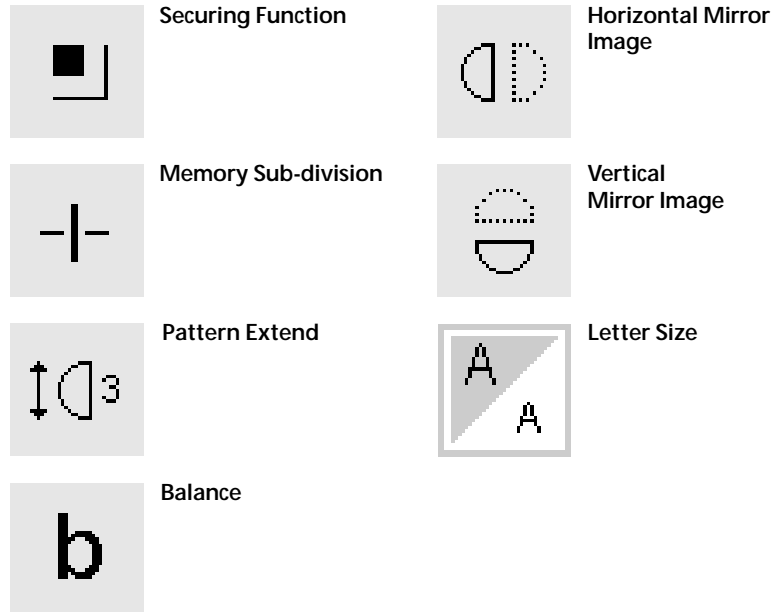 Securing Function
Memory Sub-division
3
Pattern Extend
b
Balance
Horizontal Mirror
Image
Vertical
Mirror Image
A
A
Letter Size